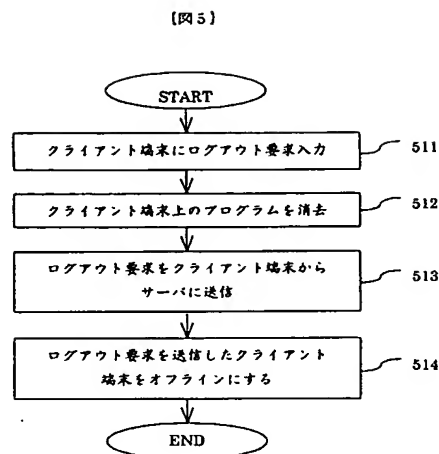 【図5】
START
クライアント端末にログアウト要求入力
511
クライアント端末上のプログラムを消去
512
ログアウト要求をクライアント端末から
サーバに送信
513
ログアウト要求を送信したクライアント
端末をオフラインにする
514
END